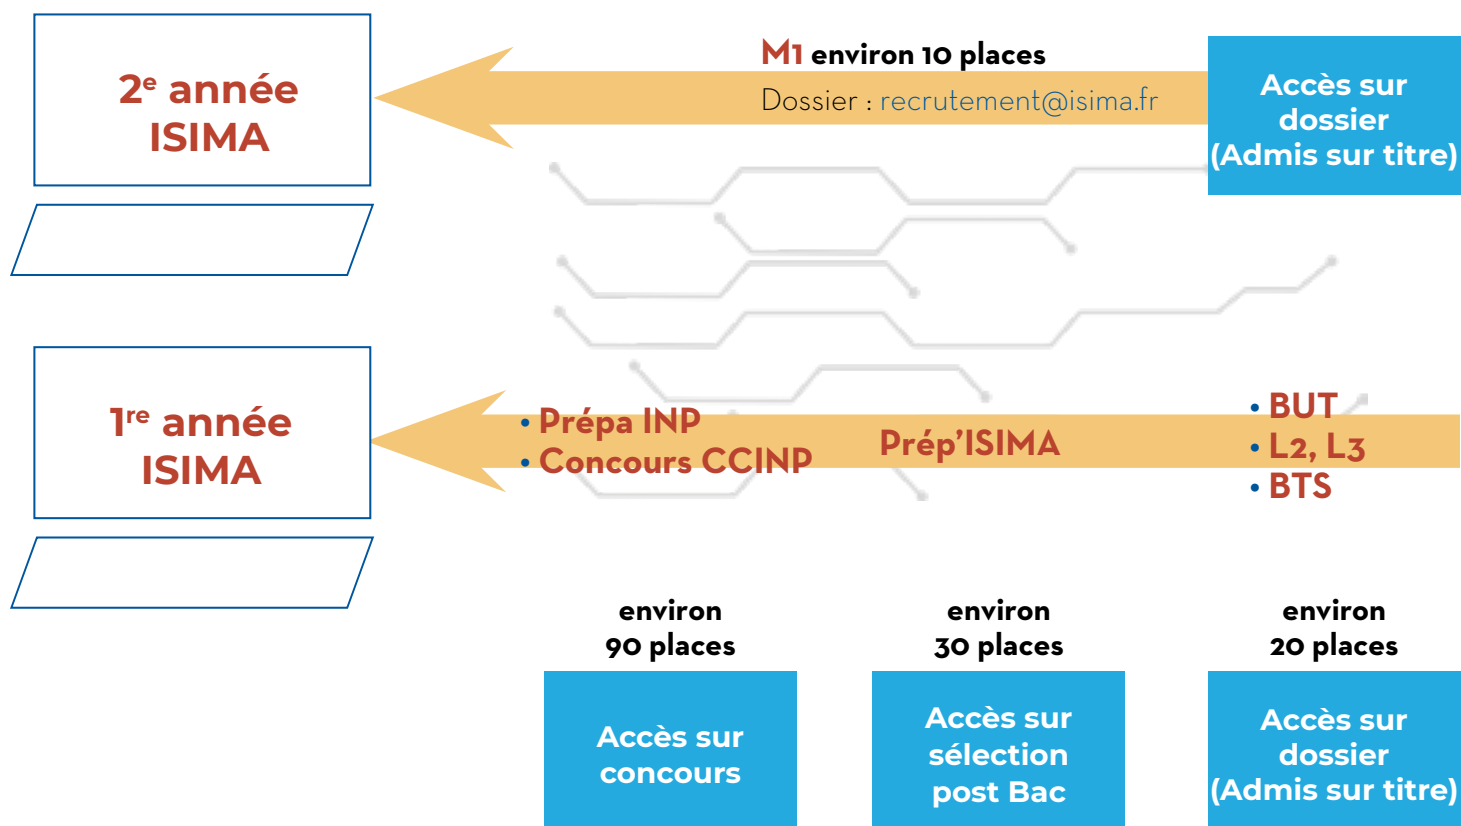 2e année
ISIMA
M1 environ 10 places
Dossier : recrutement@isima.fr
Accès sur
dossier
(Admis sur titre)
1re année
ISIMA
• Prépa INP
• Concours CCINP
Prép’ISIMA
• BUT
• L2, L3
• BTS
environ
90 places
environ
30 places
environ
20 places
Accès sur
concours
Accès sur
sélection
post Bac
Accès sur
dossier
(Admis sur titre)